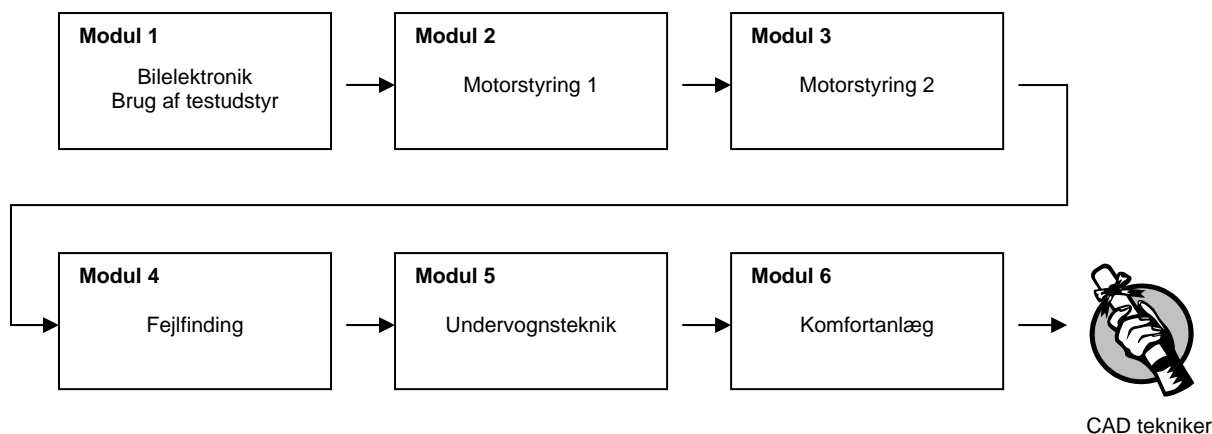 Modul 1
Bilelektronik
Brug af testudstyr
Modul 2
Motorstyring 1
Modul 3
Motorstyring 2
Modul 4
Fejlfinding
Modul 5
Undervognsteknik
Modul 6
Komfortanlæg
CAD tekniker